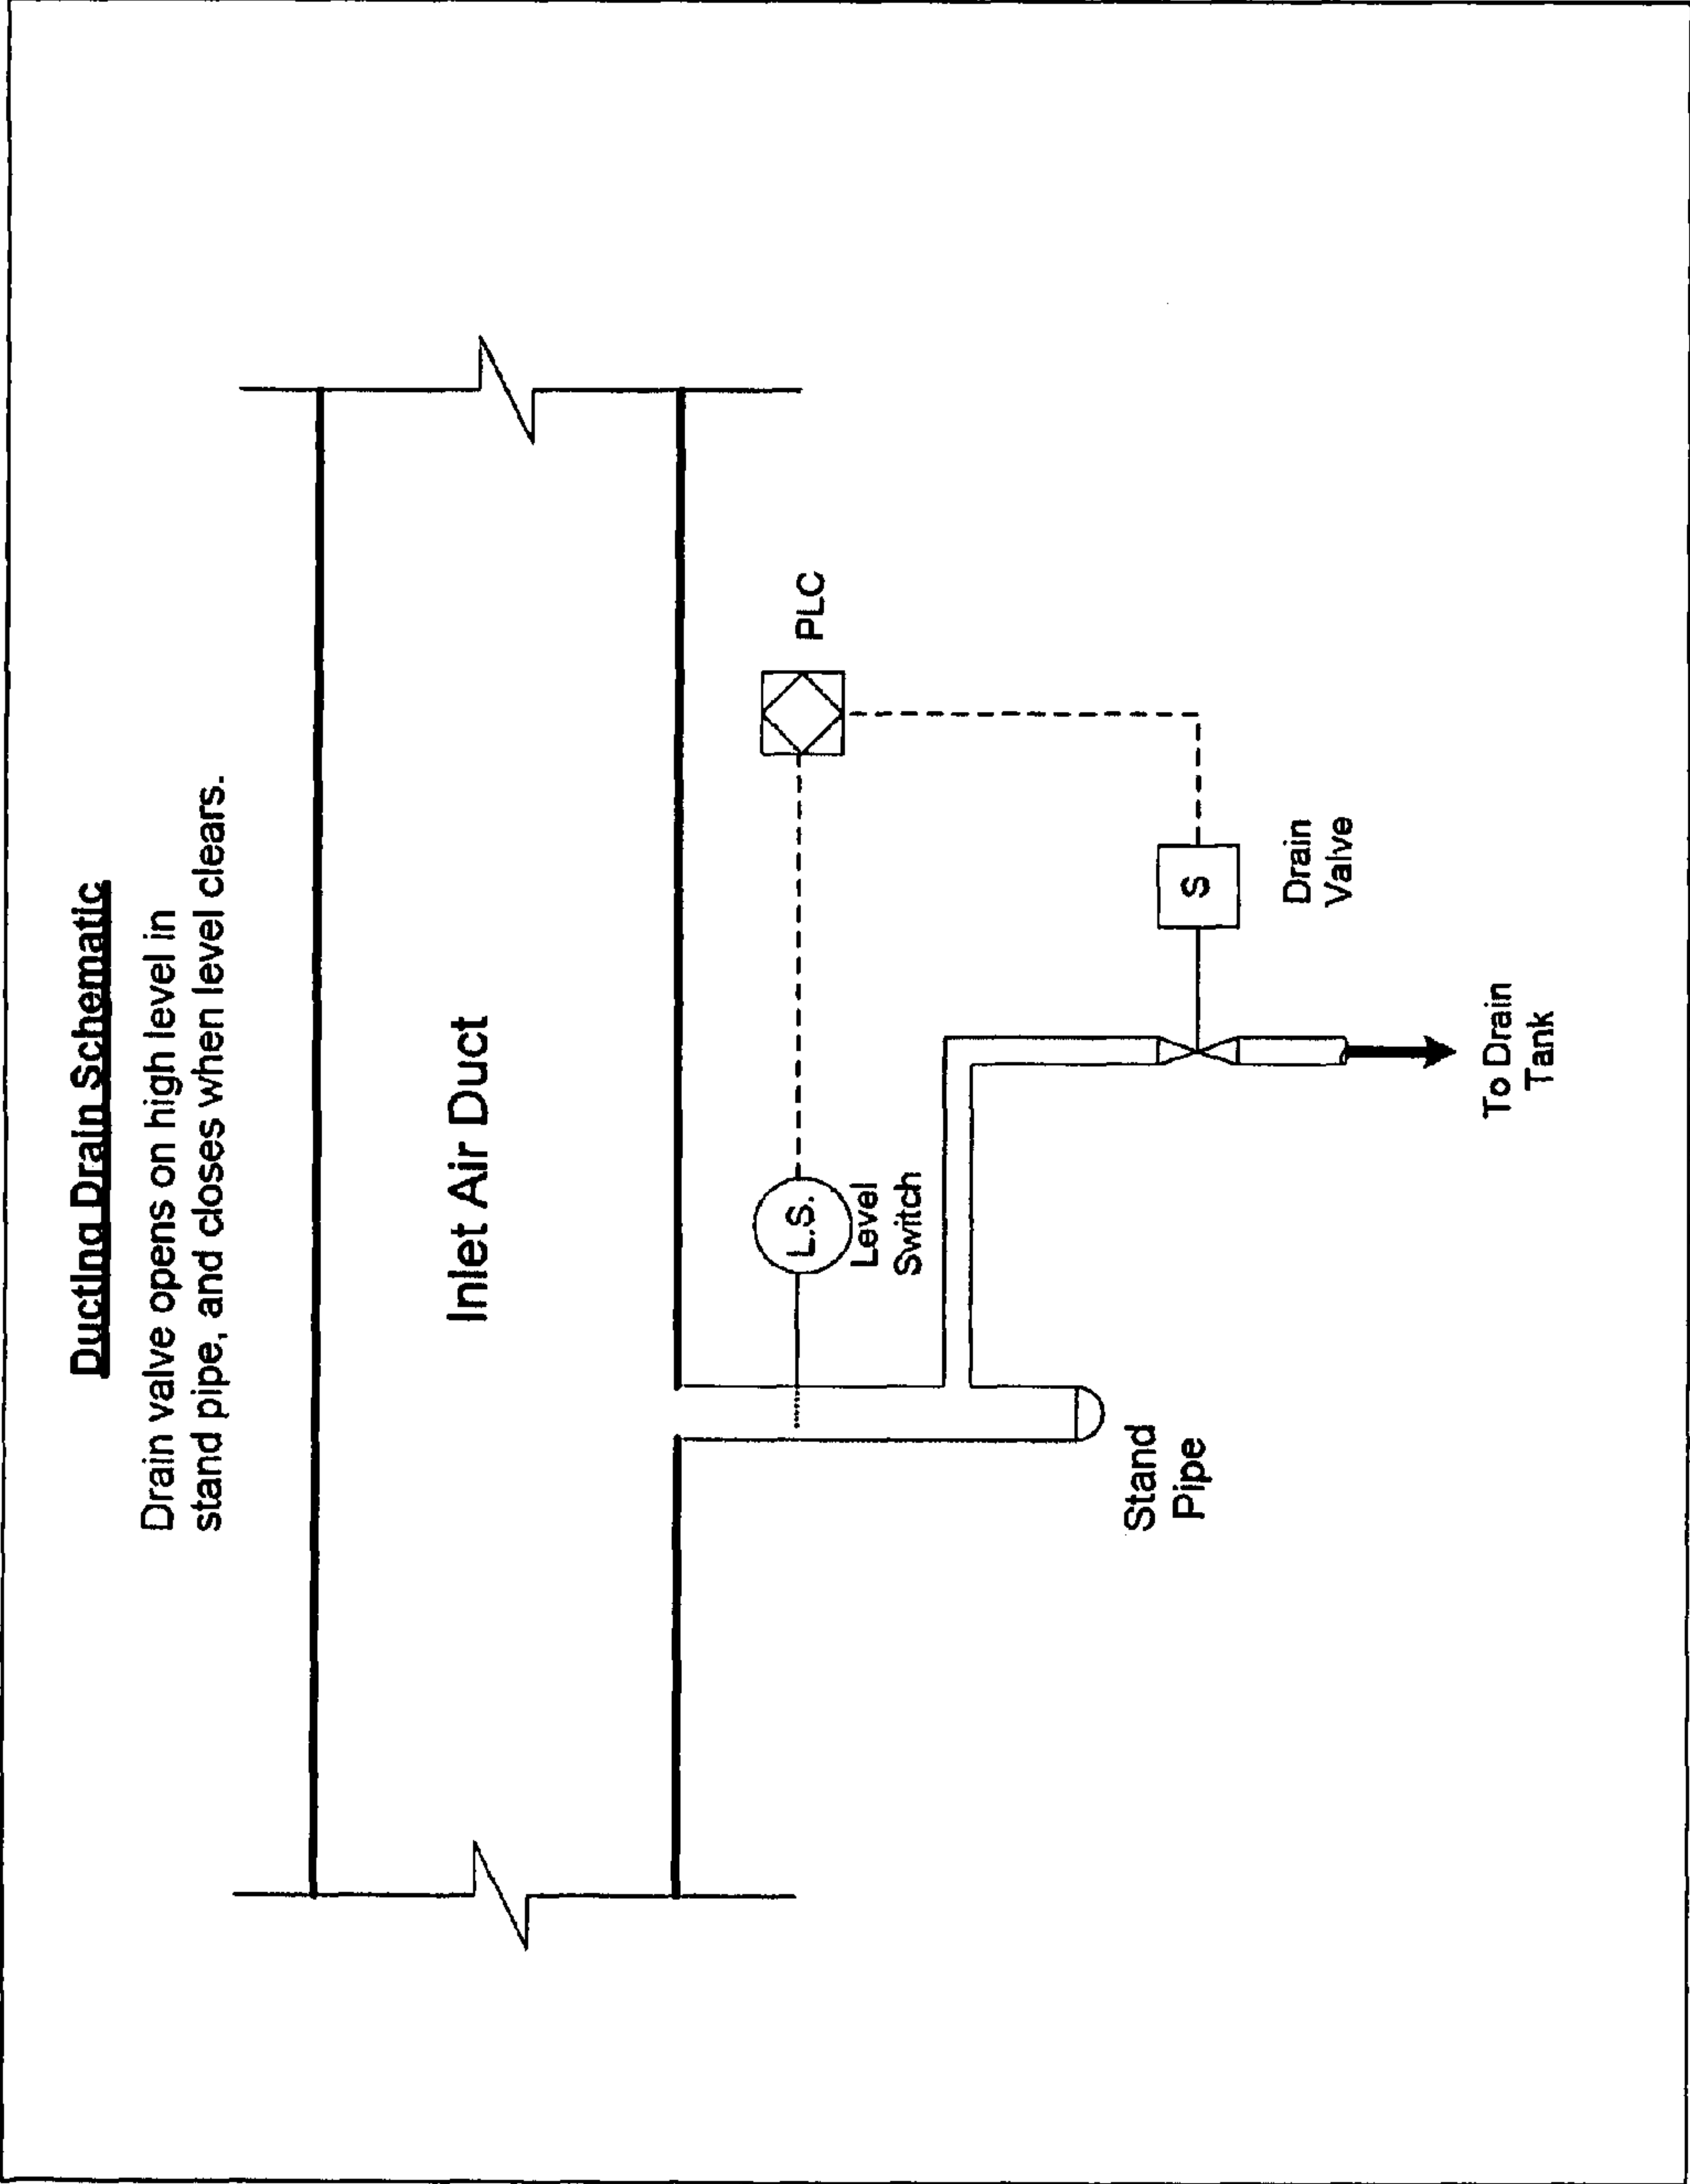 Ducting Drain Schematic
Drain valve opens on high level in
stand pipe, and closes when level clears.
Inlet Air Duct
L.S.
Level
Switch
PLC
S
Drain
Valve
Stand
Pipe
To Drain
Tank